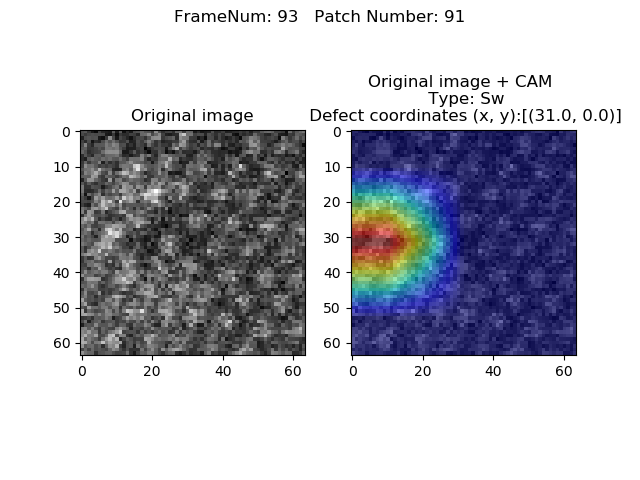 FrameNum: 93   Patch Number: 91
Original image + CAM
Type: Sw
Original image
Defect coordinates (x, y):[(31.0, 0.0)]
0
10
20
30
40
50
60
0 20 40 60
0
10
20
30
40
50
60
0 20 40 60